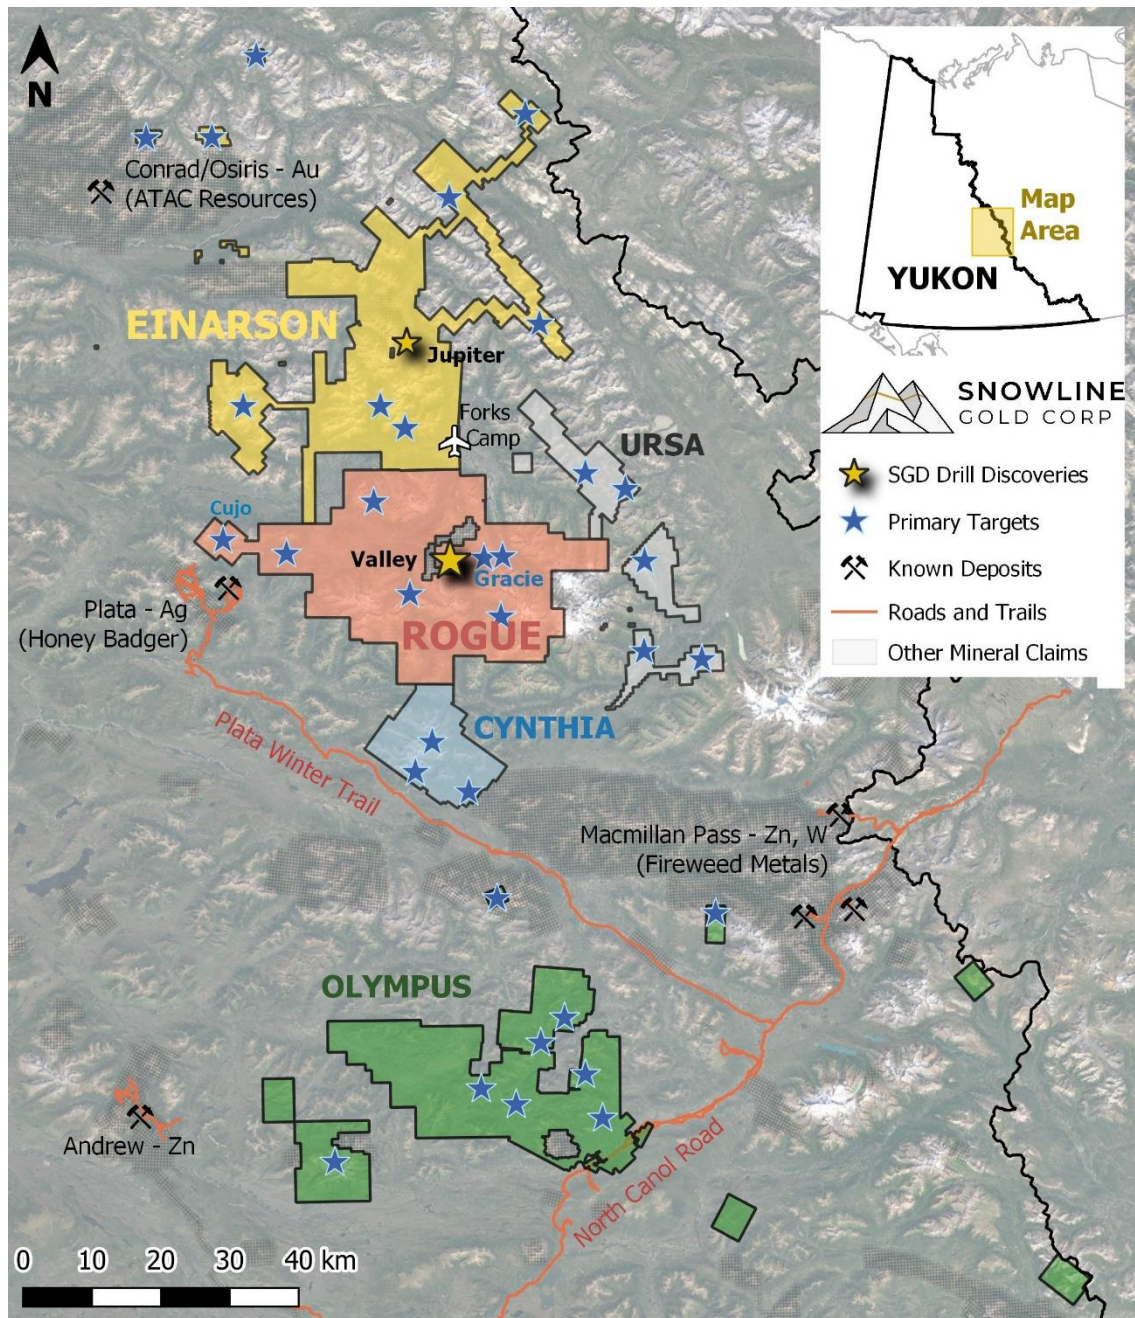 N
Conrad/Osiris - Au
(ATAC Resources)
EINARSON
Jupiter
Forks
Camp
URSA
Cujo
Valley
Gracie
Plata - Ag
(Honey Badger)
ROGUE
CYNTHIA
Plata Winter Trail
Macmillan Pass - Zn, W
(Fireweed Metals)
OLYMPUS
Andrew - Zn
North Canol Road
0 10 20 30 40 km
Map
Area
YUKON
SNOWLINE
GOLD CORP
SGD Drill Discoveries
Primary Targets
Known Deposits
Roads and Trails
Other Mineral Claims